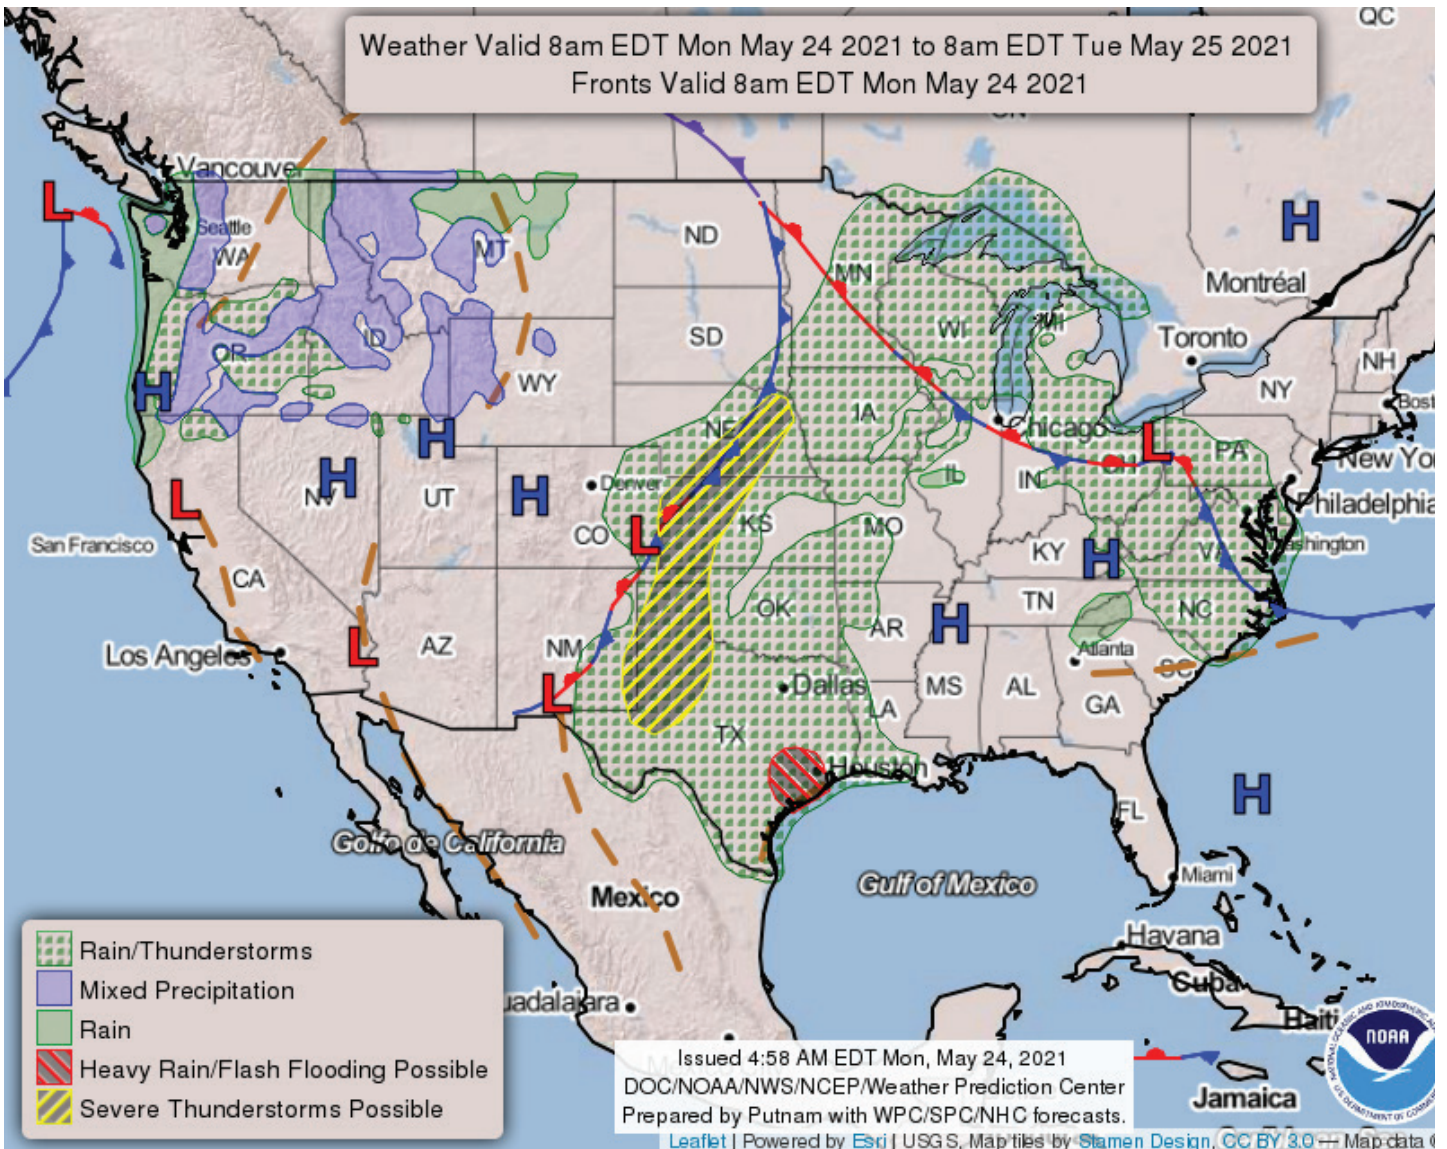 Weather Valid 8am EDT Mon May 24 2021 to 8am EDT Tue May 25 2021
Fronts Valid 8am EDT Mon May 24 2021
QC
Vancouver
L
Seattle
WA
MT
ND
MN
H
Montréal
SD
WI
MI
Toronto
NH
OR
ID
WY
NY
H
IA
NE
Chicago
L
PA
New Yo
H
H
H
Denver
UT
NV
IL
IN
OH
Philadelphia
L
San Francisco
CO
L
KS
MO
KY
H
VA
CA
OK
TN
NC
Los Angeles
L
AZ
NM
AR
H
Atlanta
SC
L
Dallas
LA
MS
AL
GA
TX
Houston
H
FL
Golfo de California
Mexico
Gulf of Mexico
Miami
Havana
Cuba
Haiti
Rain/Thunderstorms
Mixed Precipitation
Rain
Heavy Rain/Flash Flooding Possible
Severe Thunderstorms Possible
uadalajara
NOAA
Issued 4:58 AM EDT Mon, May 24, 2021
DOC/NOAA/NWS/NCEP/Weather Prediction Center
Prepared by Putnam with WPC/SPC/NHC forecasts.
Jamaica
Leaflet | Powered by Esri | USGS, Map tiles by Stamen Design, CC BY 3.0 — Map data ©